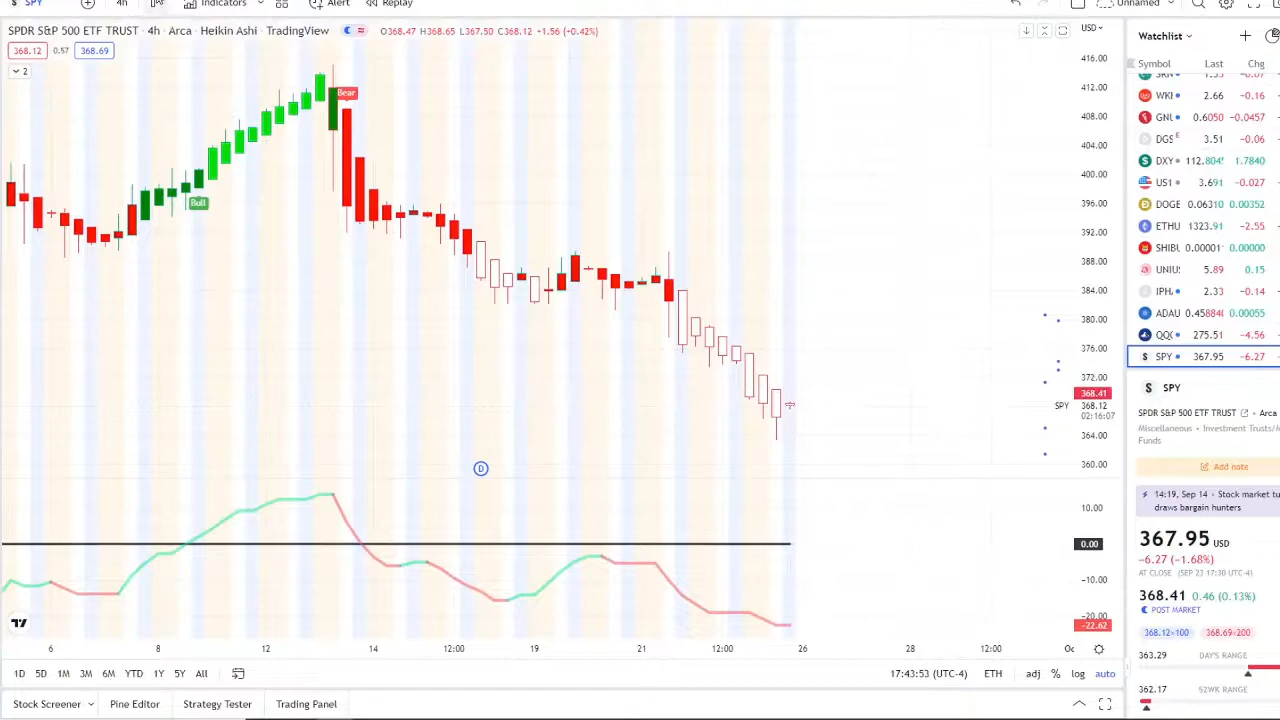 SPY
4h
Indicators
Alert
Replay
Unnamed
SPDR S&P 500 ETF TRUST · 4h · Arca · Heikin Ashi · TradingView
O368.47 H368.65 L367.50 C368.12 +1.56 (+0.42%)
USD
368.12 0.57 368.69
2
Bear
Bull
D
416.00
412.00
408.00
404.00
400.00
396.00
392.00
388.00
384.00
380.00
376.00
372.00
368.41
SPY 368.12
02:16:07
364.00
360.00
10.00
0.00
−10.00
−20.00
−22.62
6 8 12:00 12 14 12:00 19 21 12:00 26 28 12:00
1D 5D 1M 3M 6M YTD 1Y 5Y All
17:43:53 (UTC-4) ETH adj % log auto
Stock Screener Pine Editor Strategy Tester Trading Panel
Watchlist
Symbol Last Chg
WKI 2.66 −0.16
GNU 0.6050 −0.0457
DGS E 3.51 −0.06
DXY 112.804 1.7840
US1 3.691 −0.027
DOGE 0.06310 0.00352
ETHU 1323.91 −2.55
SHIBU 0.00001 0.00000
UNIUS 5.89 0.15
IPHA 2.33 −0.14
ADAU 0.45884 0.00055
QQQ 275.51 −4.56
SPY 367.95 −6.27
SPY
SPDR S&P 500 ETF TRUST · Arca
Miscellaneous · Investment Trusts/M
Funds
Add note
14:19, Sep 14 · Stock market tu
draws bargain hunters
367.95 USD
−6.27 (−1.68%)
AT CLOSE (SEP 23 17:30 UTC-4)
368.41 0.46 (0.13%)
POST MARKET
368.12×100 368.69×200
363.29 DAY'S RANGE
362.17 52WK RANGE